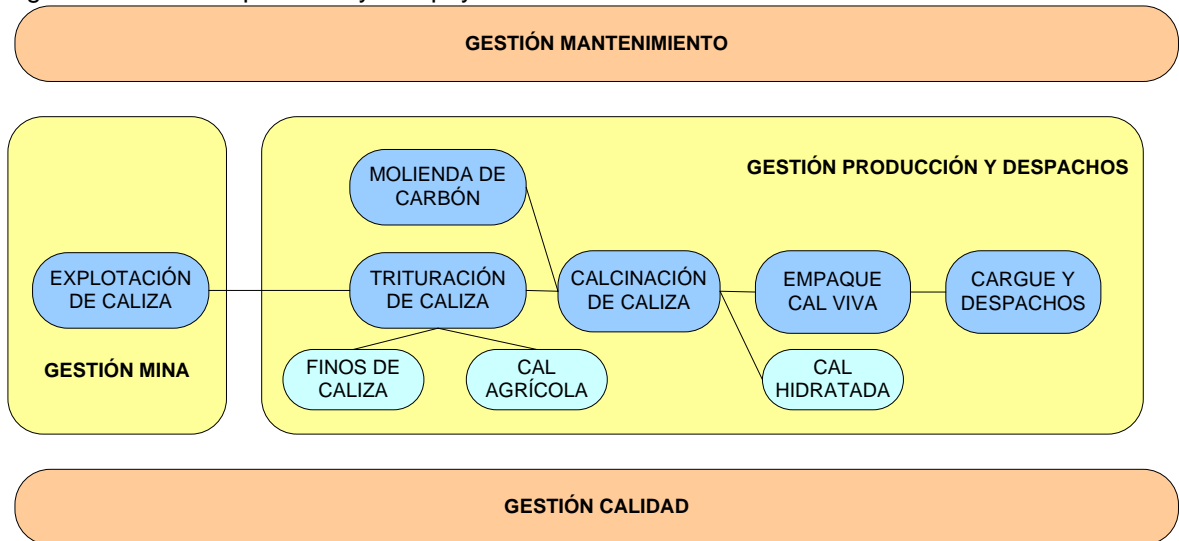 GESTIÓN MANTENIMIENTO
GESTIÓN PRODUCCIÓN Y DESPACHOS
MOLIENDA DE
CARBÓN
EXPLOTACIÓN
DE CALIZA
TRITURACIÓN
DE CALIZA
CALCINACIÓN
DE CALIZA
EMPAQUE
CAL VIVA
CARGUE Y
DESPACHOS
GESTIÓN MINA
FINOS DE
CALIZA
CAL
AGRÍCOLA
CAL
HIDRATADA
GESTIÓN CALIDAD